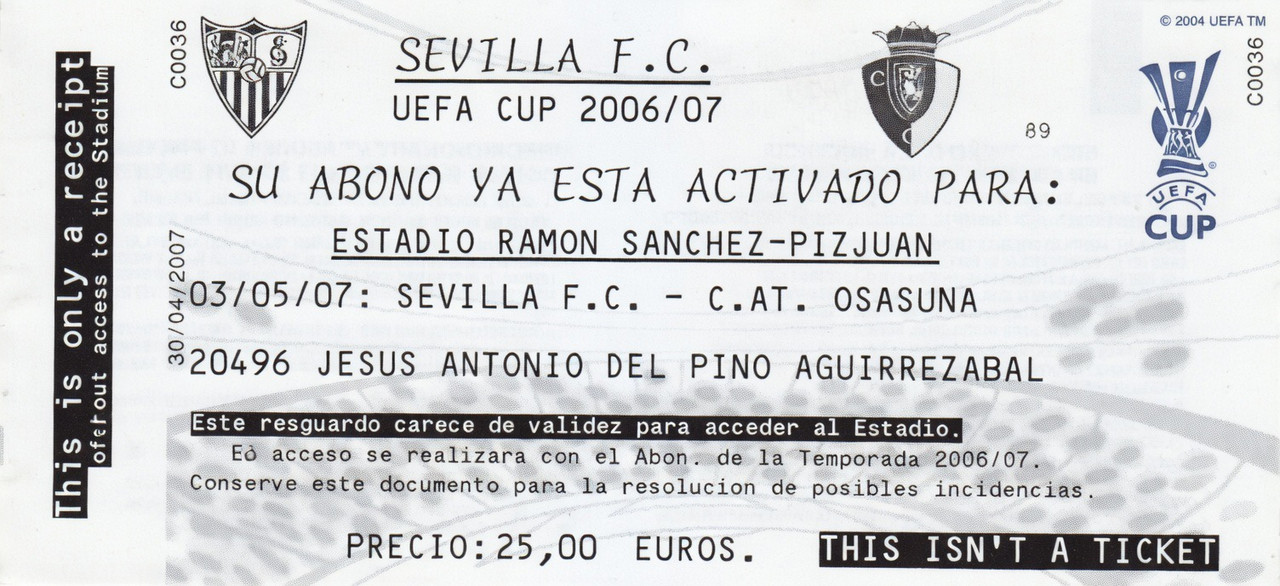 © 2004 UEFA TM
C0036
C0036
This is only a receipt
ofetrout access to the Stadium
30/04/2007
SEVILLA F.C.
UEFA CUP 2006/07
89
C
C
UEFA
CUP
SU ABONO YA ESTA ACTIVADO PARA:
ESTADIO RAMON SANCHEZ-PIZJUAN
03/05/07: SEVILLA F.C. - C.AT. OSASUNA
20496 JESUS ANTONIO DEL PINO AGUIRREZABAL
Este resguardo carece de validez para acceder al Estadio.
acceso se realizara con el Abon. de la Temporada 2006/07.
Conserve este documento para la resolucion de posibles incidencias.
PRECIO:25,00 EUROS.
THIS ISN'T A TICKET